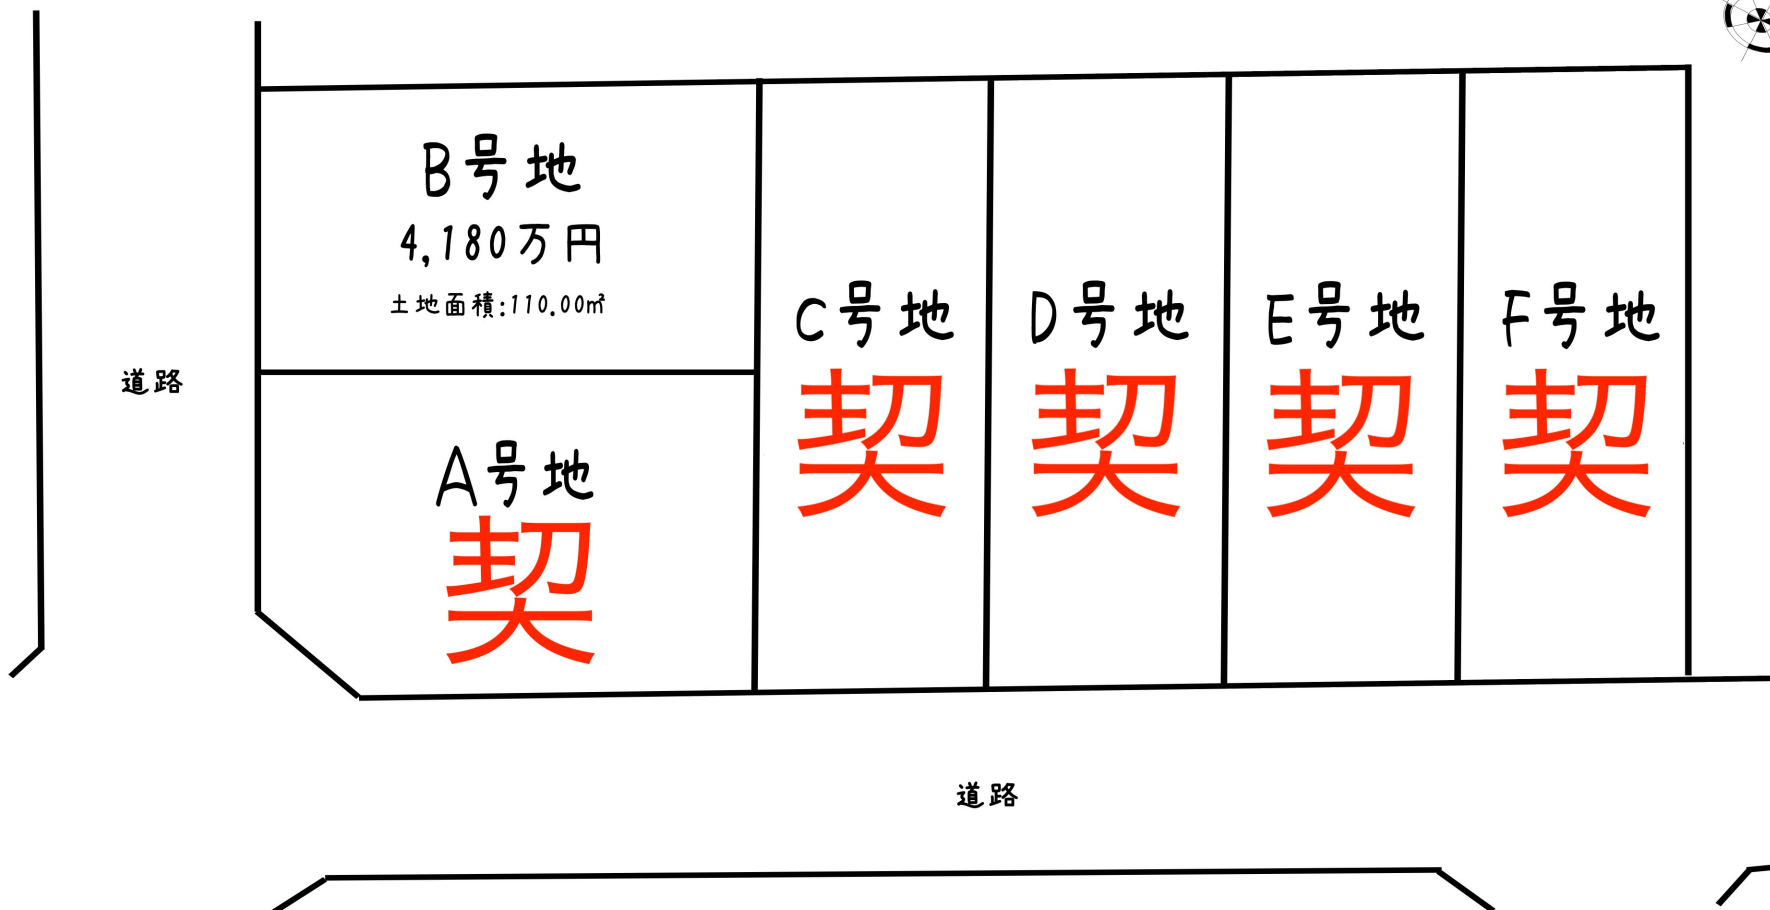 B号地
4,180万円
土地面積:110.00㎡
A号地
契
C号地
契
D号地
契
E号地
契
F号地
契
道路
道路